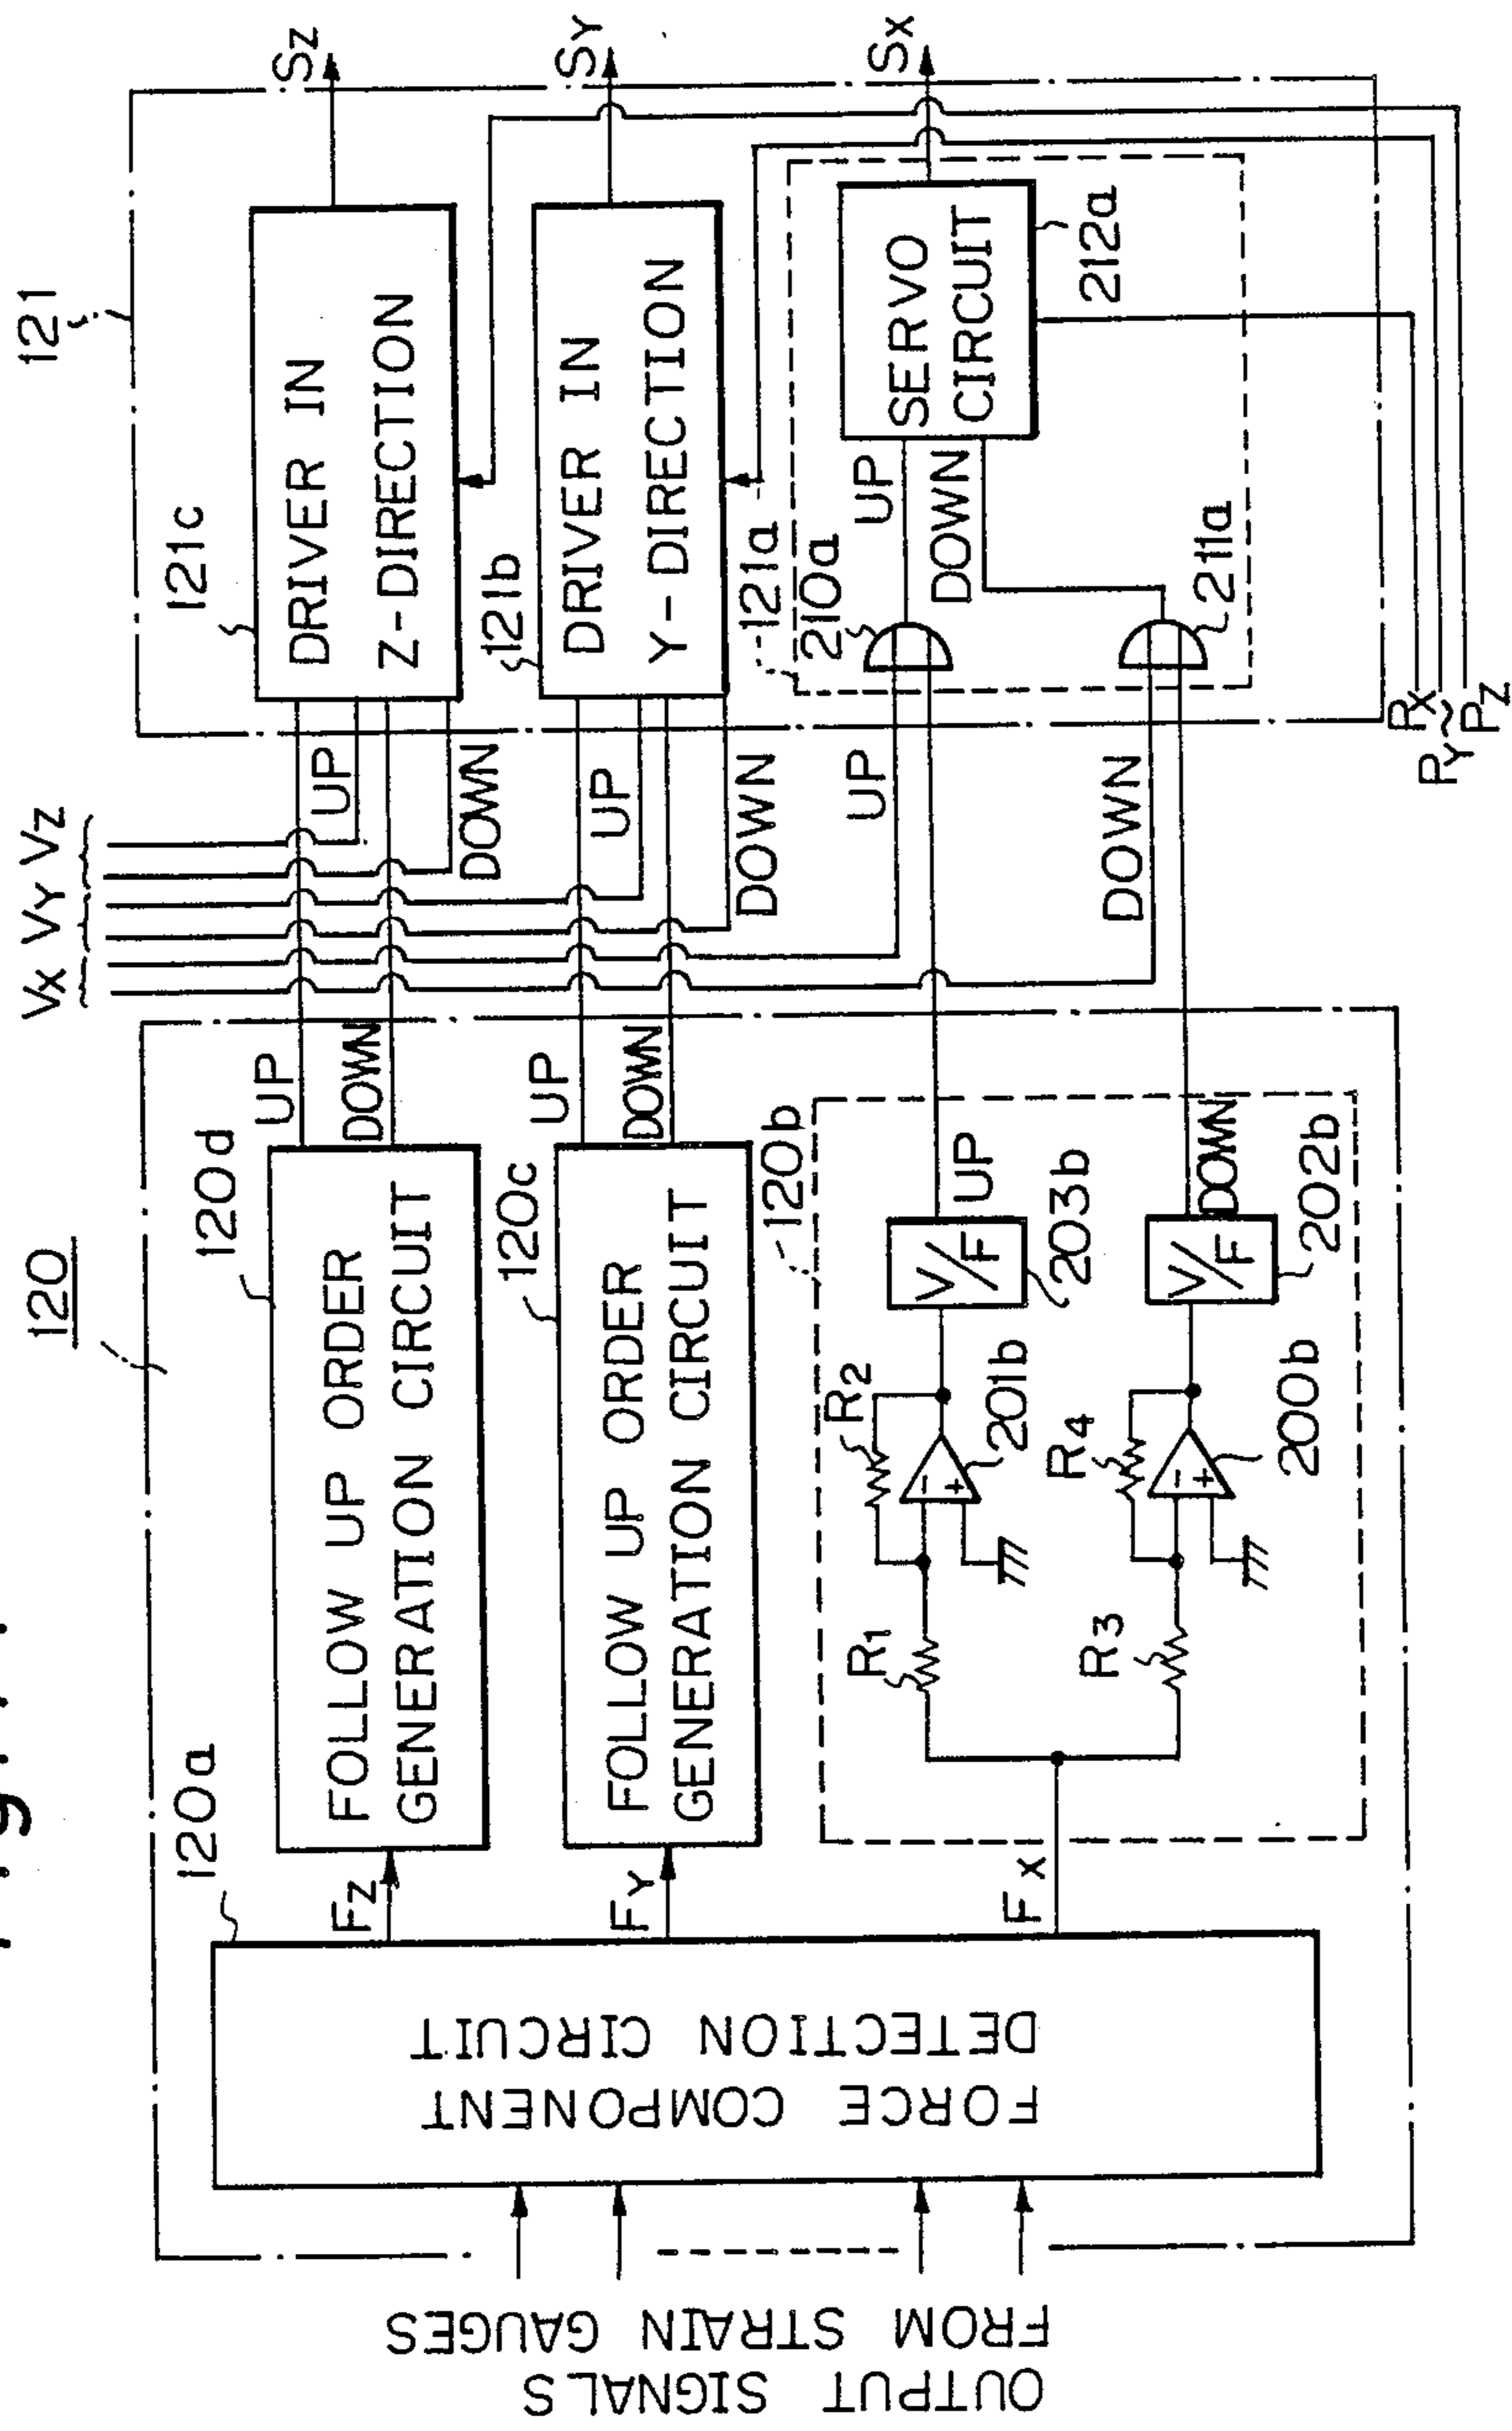 120
121
Vx VY VZ
120a
120d
FOLLOW UP ORDER
GENERATION CIRCUIT
FZ
UP
DOWN
UP
DOWN
121c
DRIVER IN
Z-DIRECTION
SZ
120c
FOLLOW UP ORDER
GENERATION CIRCUIT
FY
UP
DOWN
UP
DOWN
121b
DRIVER IN
Y-DIRECTION
SY
OUTPUT SIGNALS
FROM STRAIN GAUGES
FORCE COMPONENT
DETECTION CIRCUIT
120b
FX
R1
R2
- +
201b
V/F
UP
203b
R3
R4
- +
200b
V/F
DOWN
202b
UP
DOWN
121a
210a
211a
UP
DOWN
SERVO
CIRCUIT
212a
SX
PX
PY
PZ